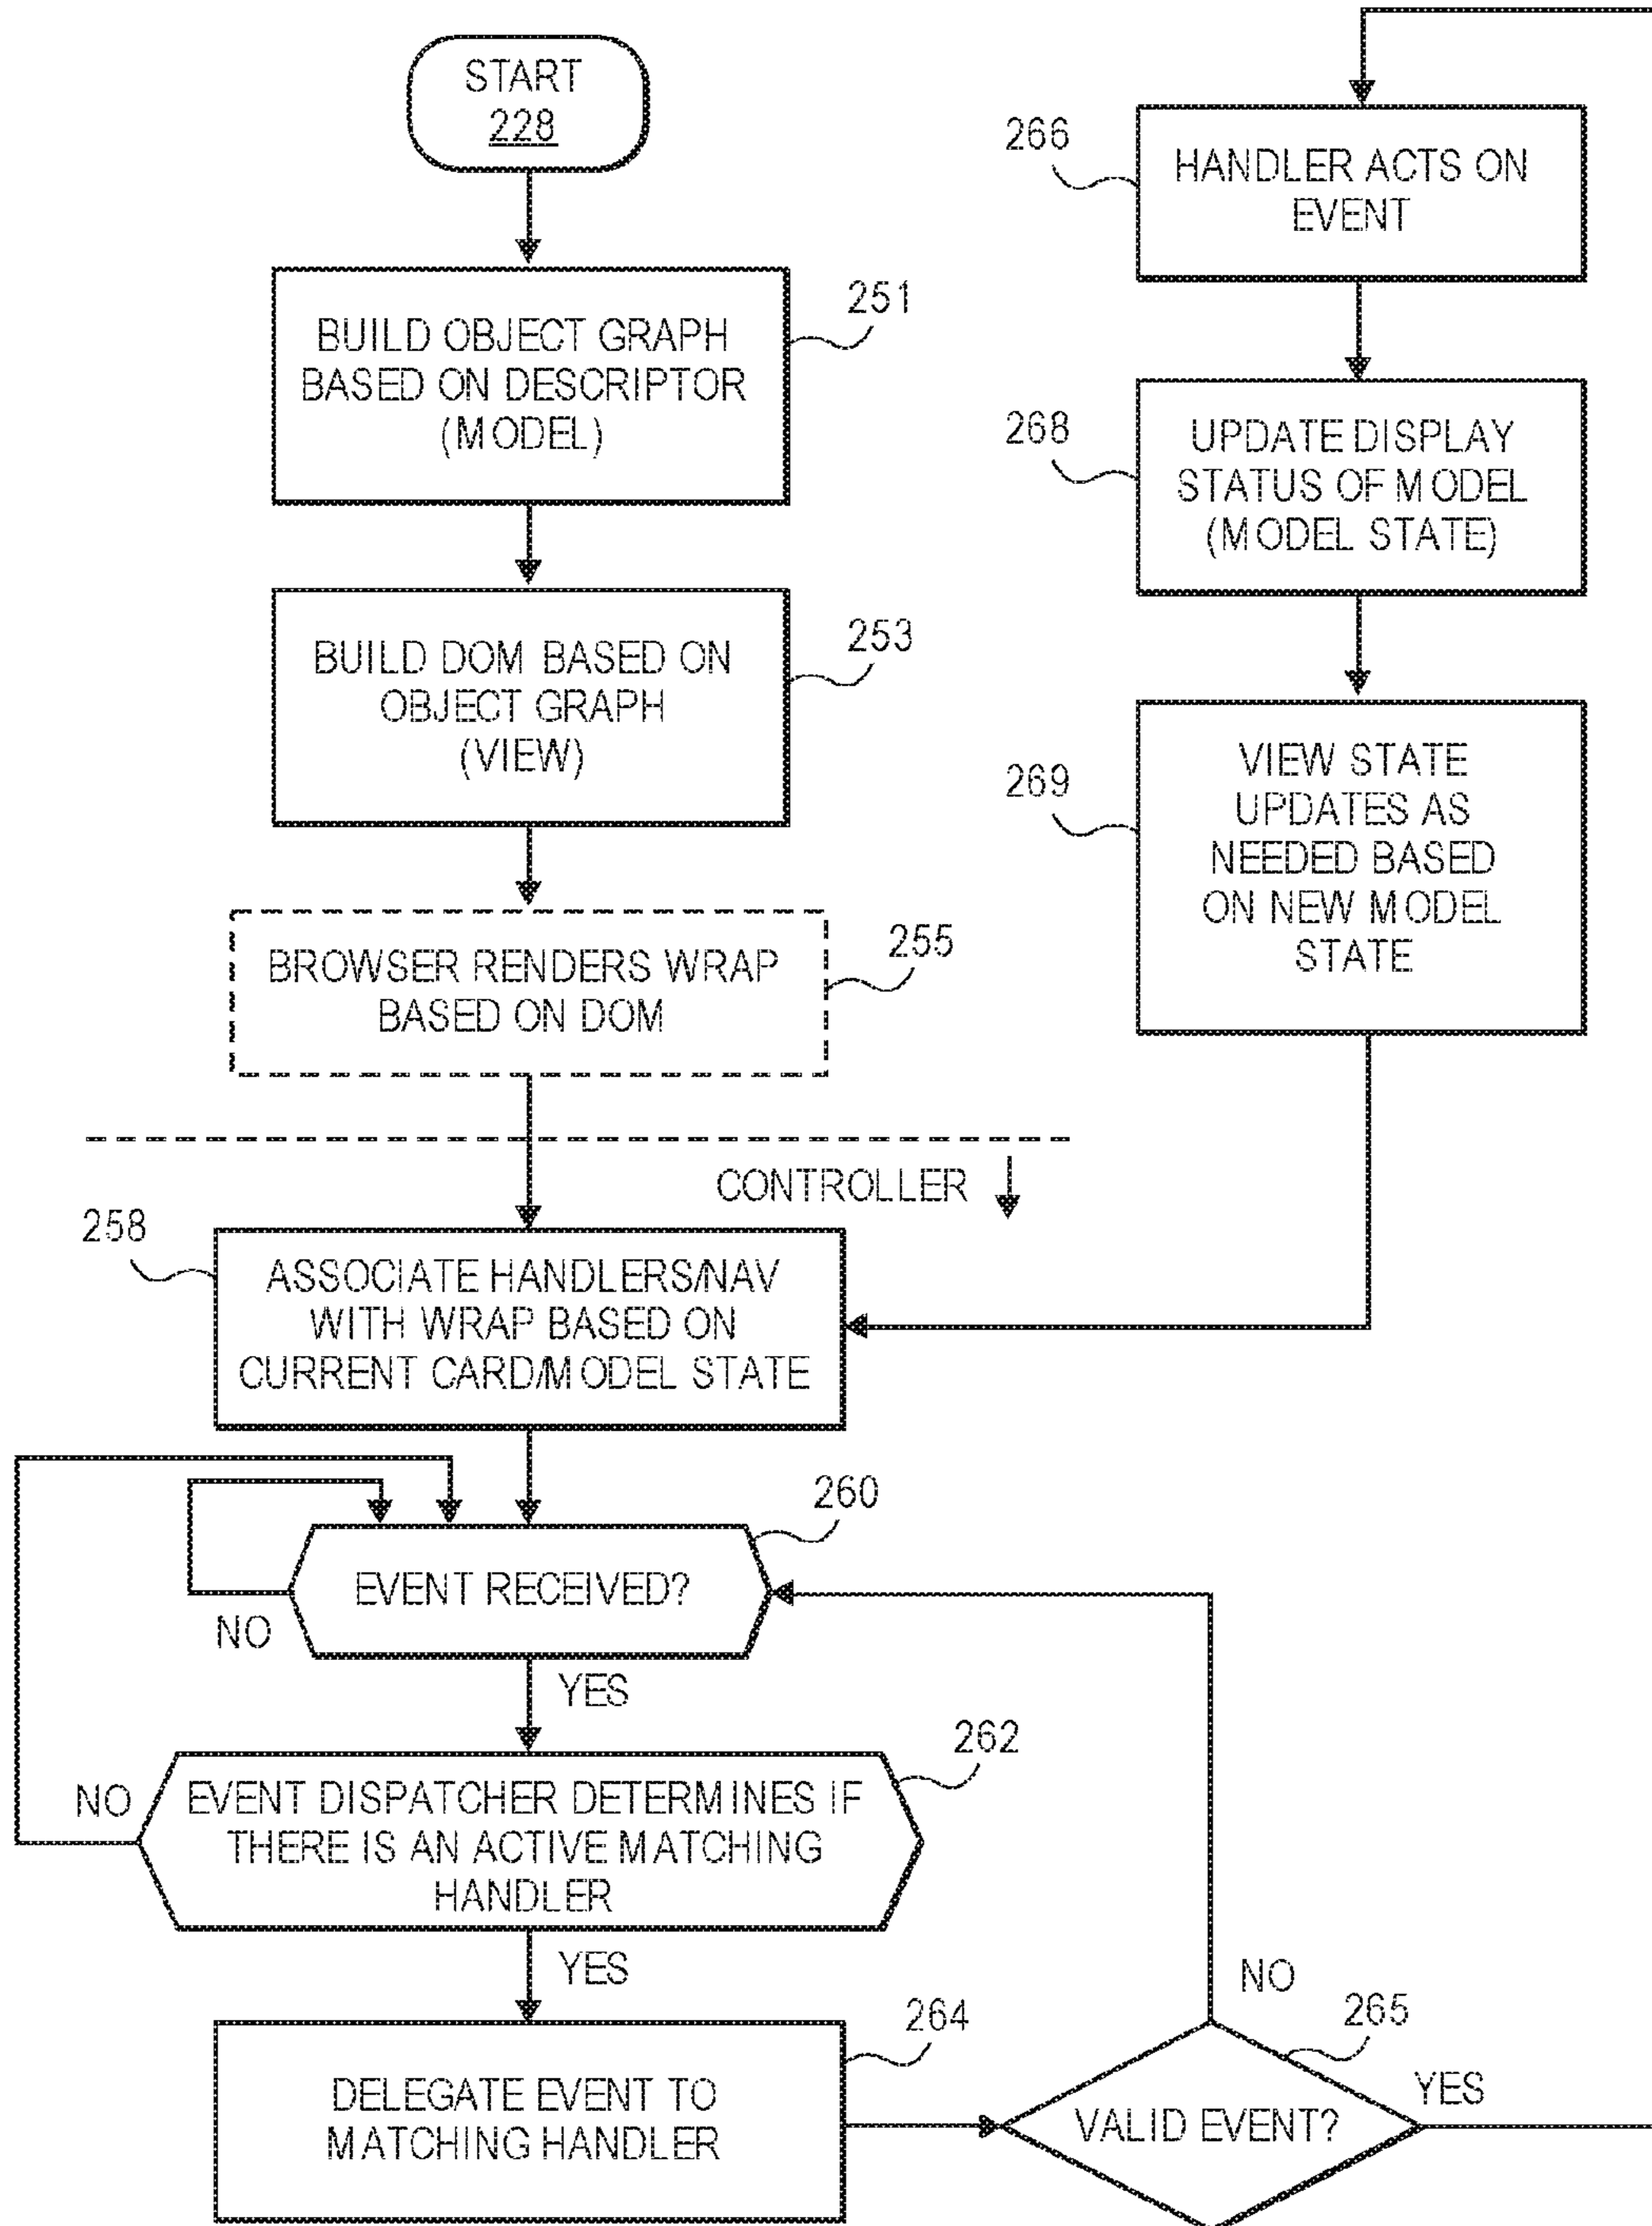 START
228
BUILD OBJECT GRAPH
BASED ON DESCRIPTOR
(MODEL)
251
BUILD DOM BASED ON
OBJECT GRAPH
(VIEW)
253
BROWSER RENDERS WRAP
BASED ON DOM
255
CONTROLLER
258
ASSOCIATE HANDLERS/NAV
WITH WRAP BASED ON
CURRENT CARD/MODEL STATE
260
EVENT RECEIVED?
NO
YES
262
NO
EVENT DISPATCHER DETERMINES IF
THERE IS AN ACTIVE MATCHING
HANDLER
YES
264
DELEGATE EVENT TO
MATCHING HANDLER
NO
265
VALID EVENT?
YES
266
HANDLER ACTS ON
EVENT
268
UPDATE DISPLAY
STATUS OF MODEL
(MODEL STATE)
269
VIEW STATE
UPDATES AS
NEEDED BASED
ON NEW MODEL
STATE